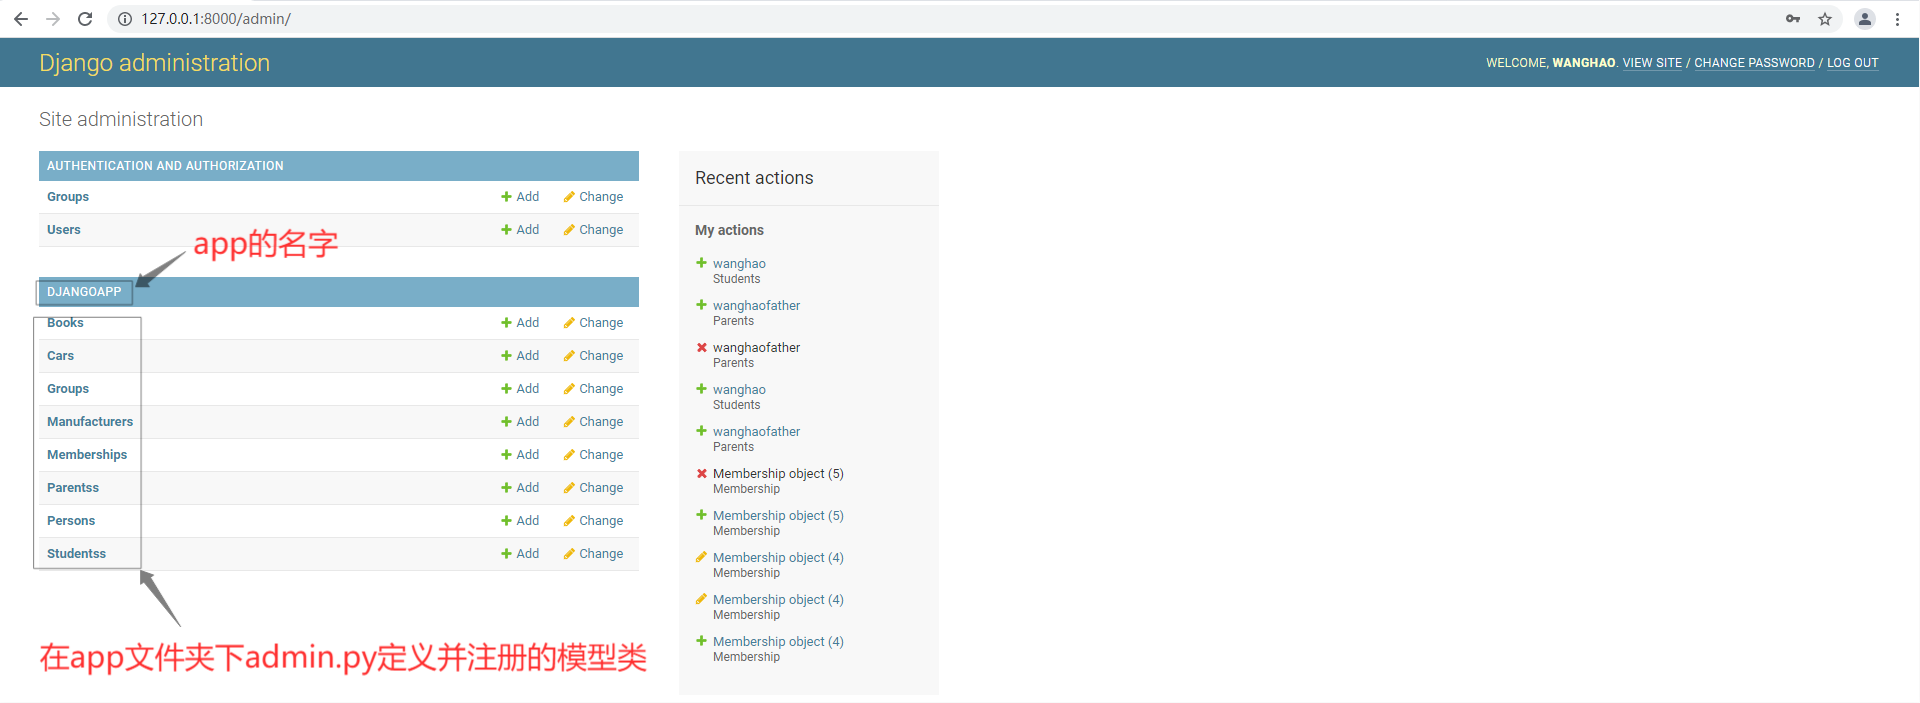 127.0.0.1:8000/admin/
Django administration
WELCOME, WANGHAO. VIEW SITE / CHANGE PASSWORD / LOG OUT
Site administration
AUTHENTICATION AND AUTHORIZATION
Groups Add Change
Users Add Change
app的名字
DJANGOAPP
Books Add Change
Cars Add Change
Groups Add Change
Manufacturers Add Change
Memberships Add Change
Parentss Add Change
Persons Add Change
Studentss Add Change
在app文件夹下admin.py定义并注册的模型类
Recent actions
My actions
wanghao
Students
wanghaofather
Parents
wanghaofather
Parents
wanghao
Students
wanghaofather
Parents
Membership object (5)
Membership
Membership object (5)
Membership
Membership object (4)
Membership
Membership object (4)
Membership
Membership object (4)
Membership